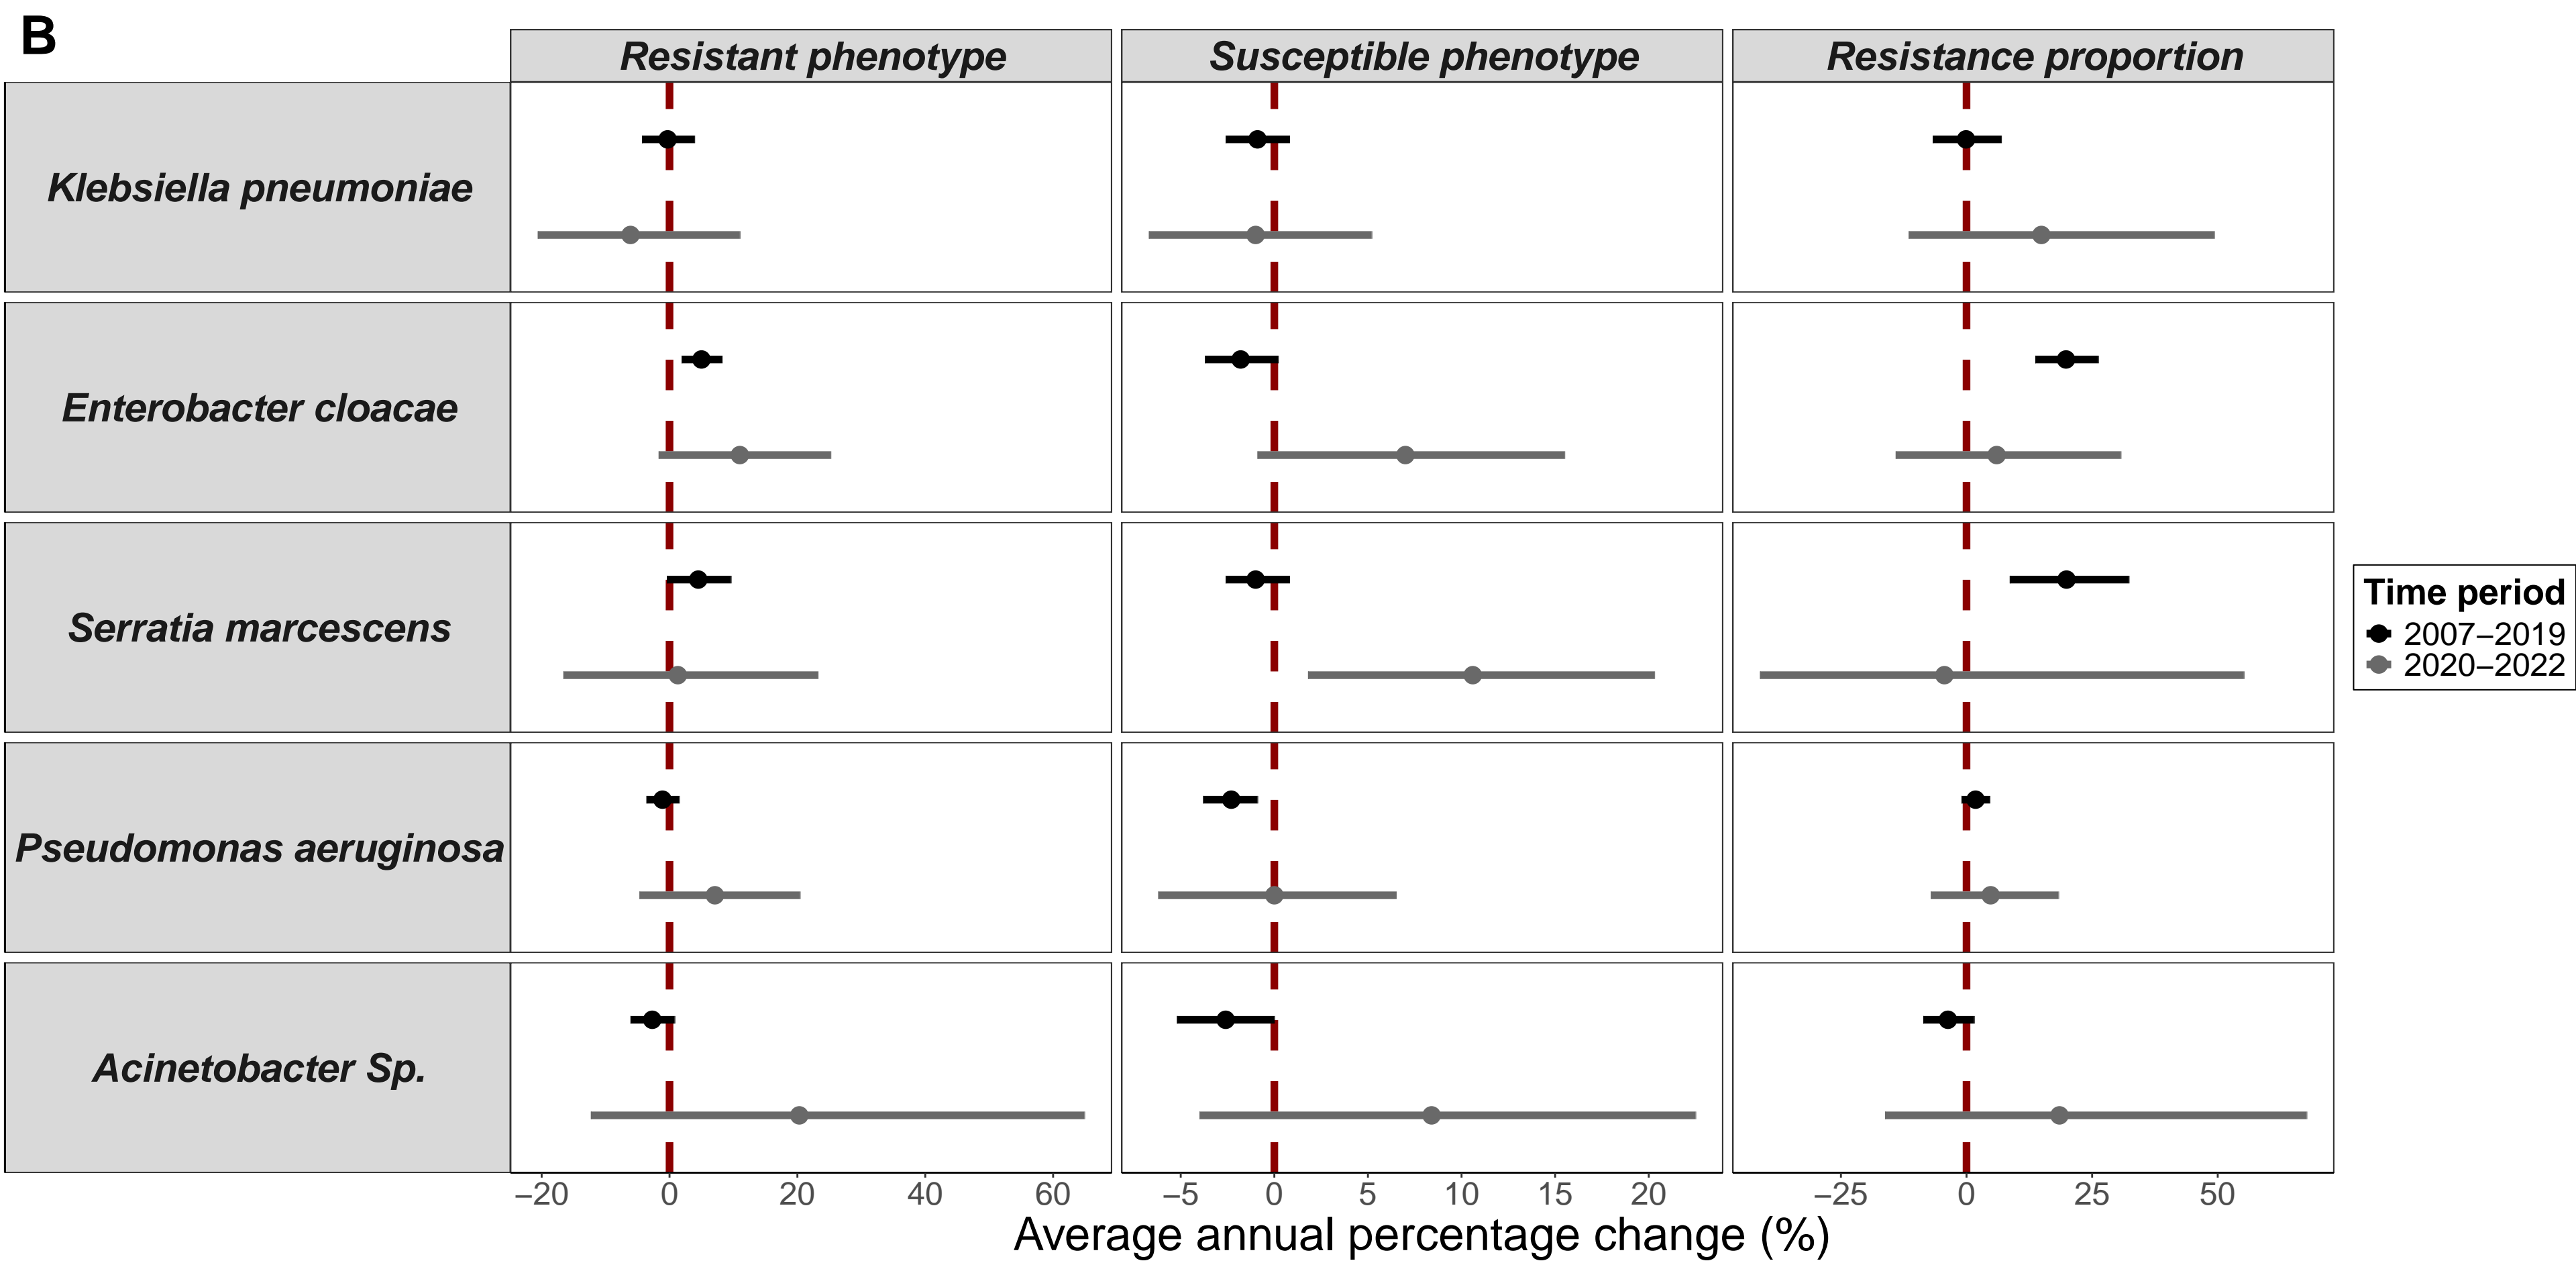 B
Resistant phenotype
Susceptible phenotype
Resistance proportion
Klebsiella pneumoniae
Enterobacter cloacae
Serratia marcescens
Pseudomonas aeruginosa
Acinetobacter Sp.
Time period
2007–2019
2020–2022
−20 0 20 40 60
−5 0 5 10 15 20
−25 0 25 50
Average annual percentage change (%)